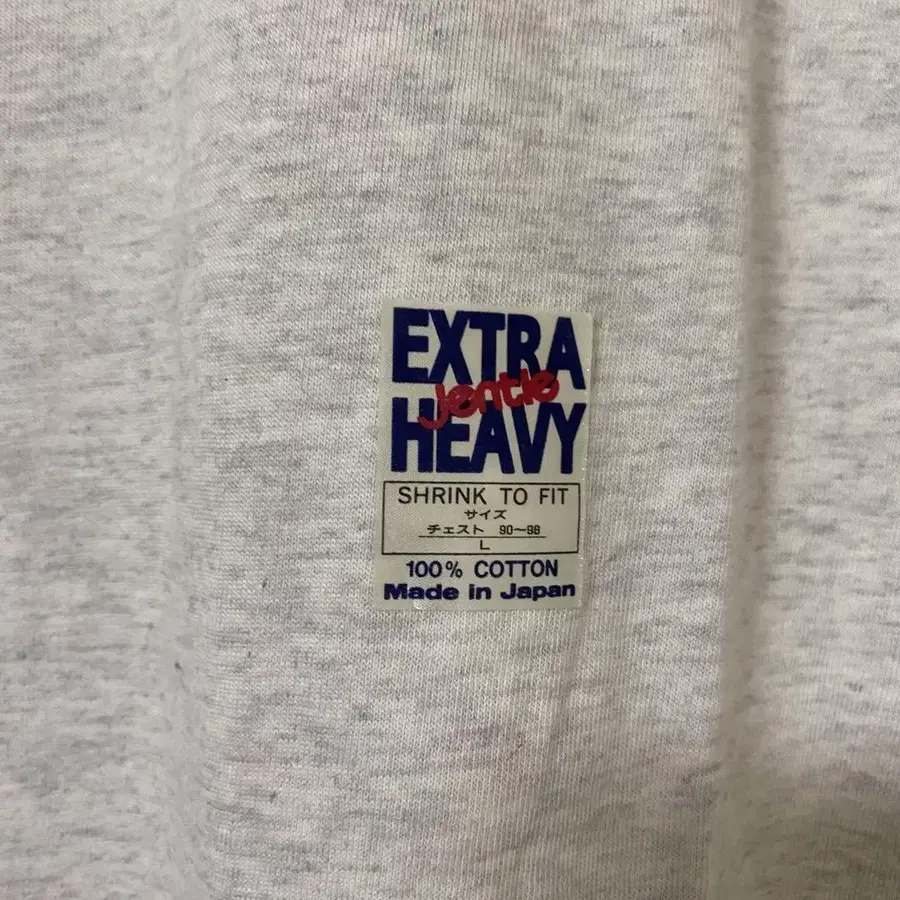 EXTRA
Jentle
HEAVY
SHRINK TO FIT
サイズ
チェスト 90〜98
L
100% COTTON
Made in Japan